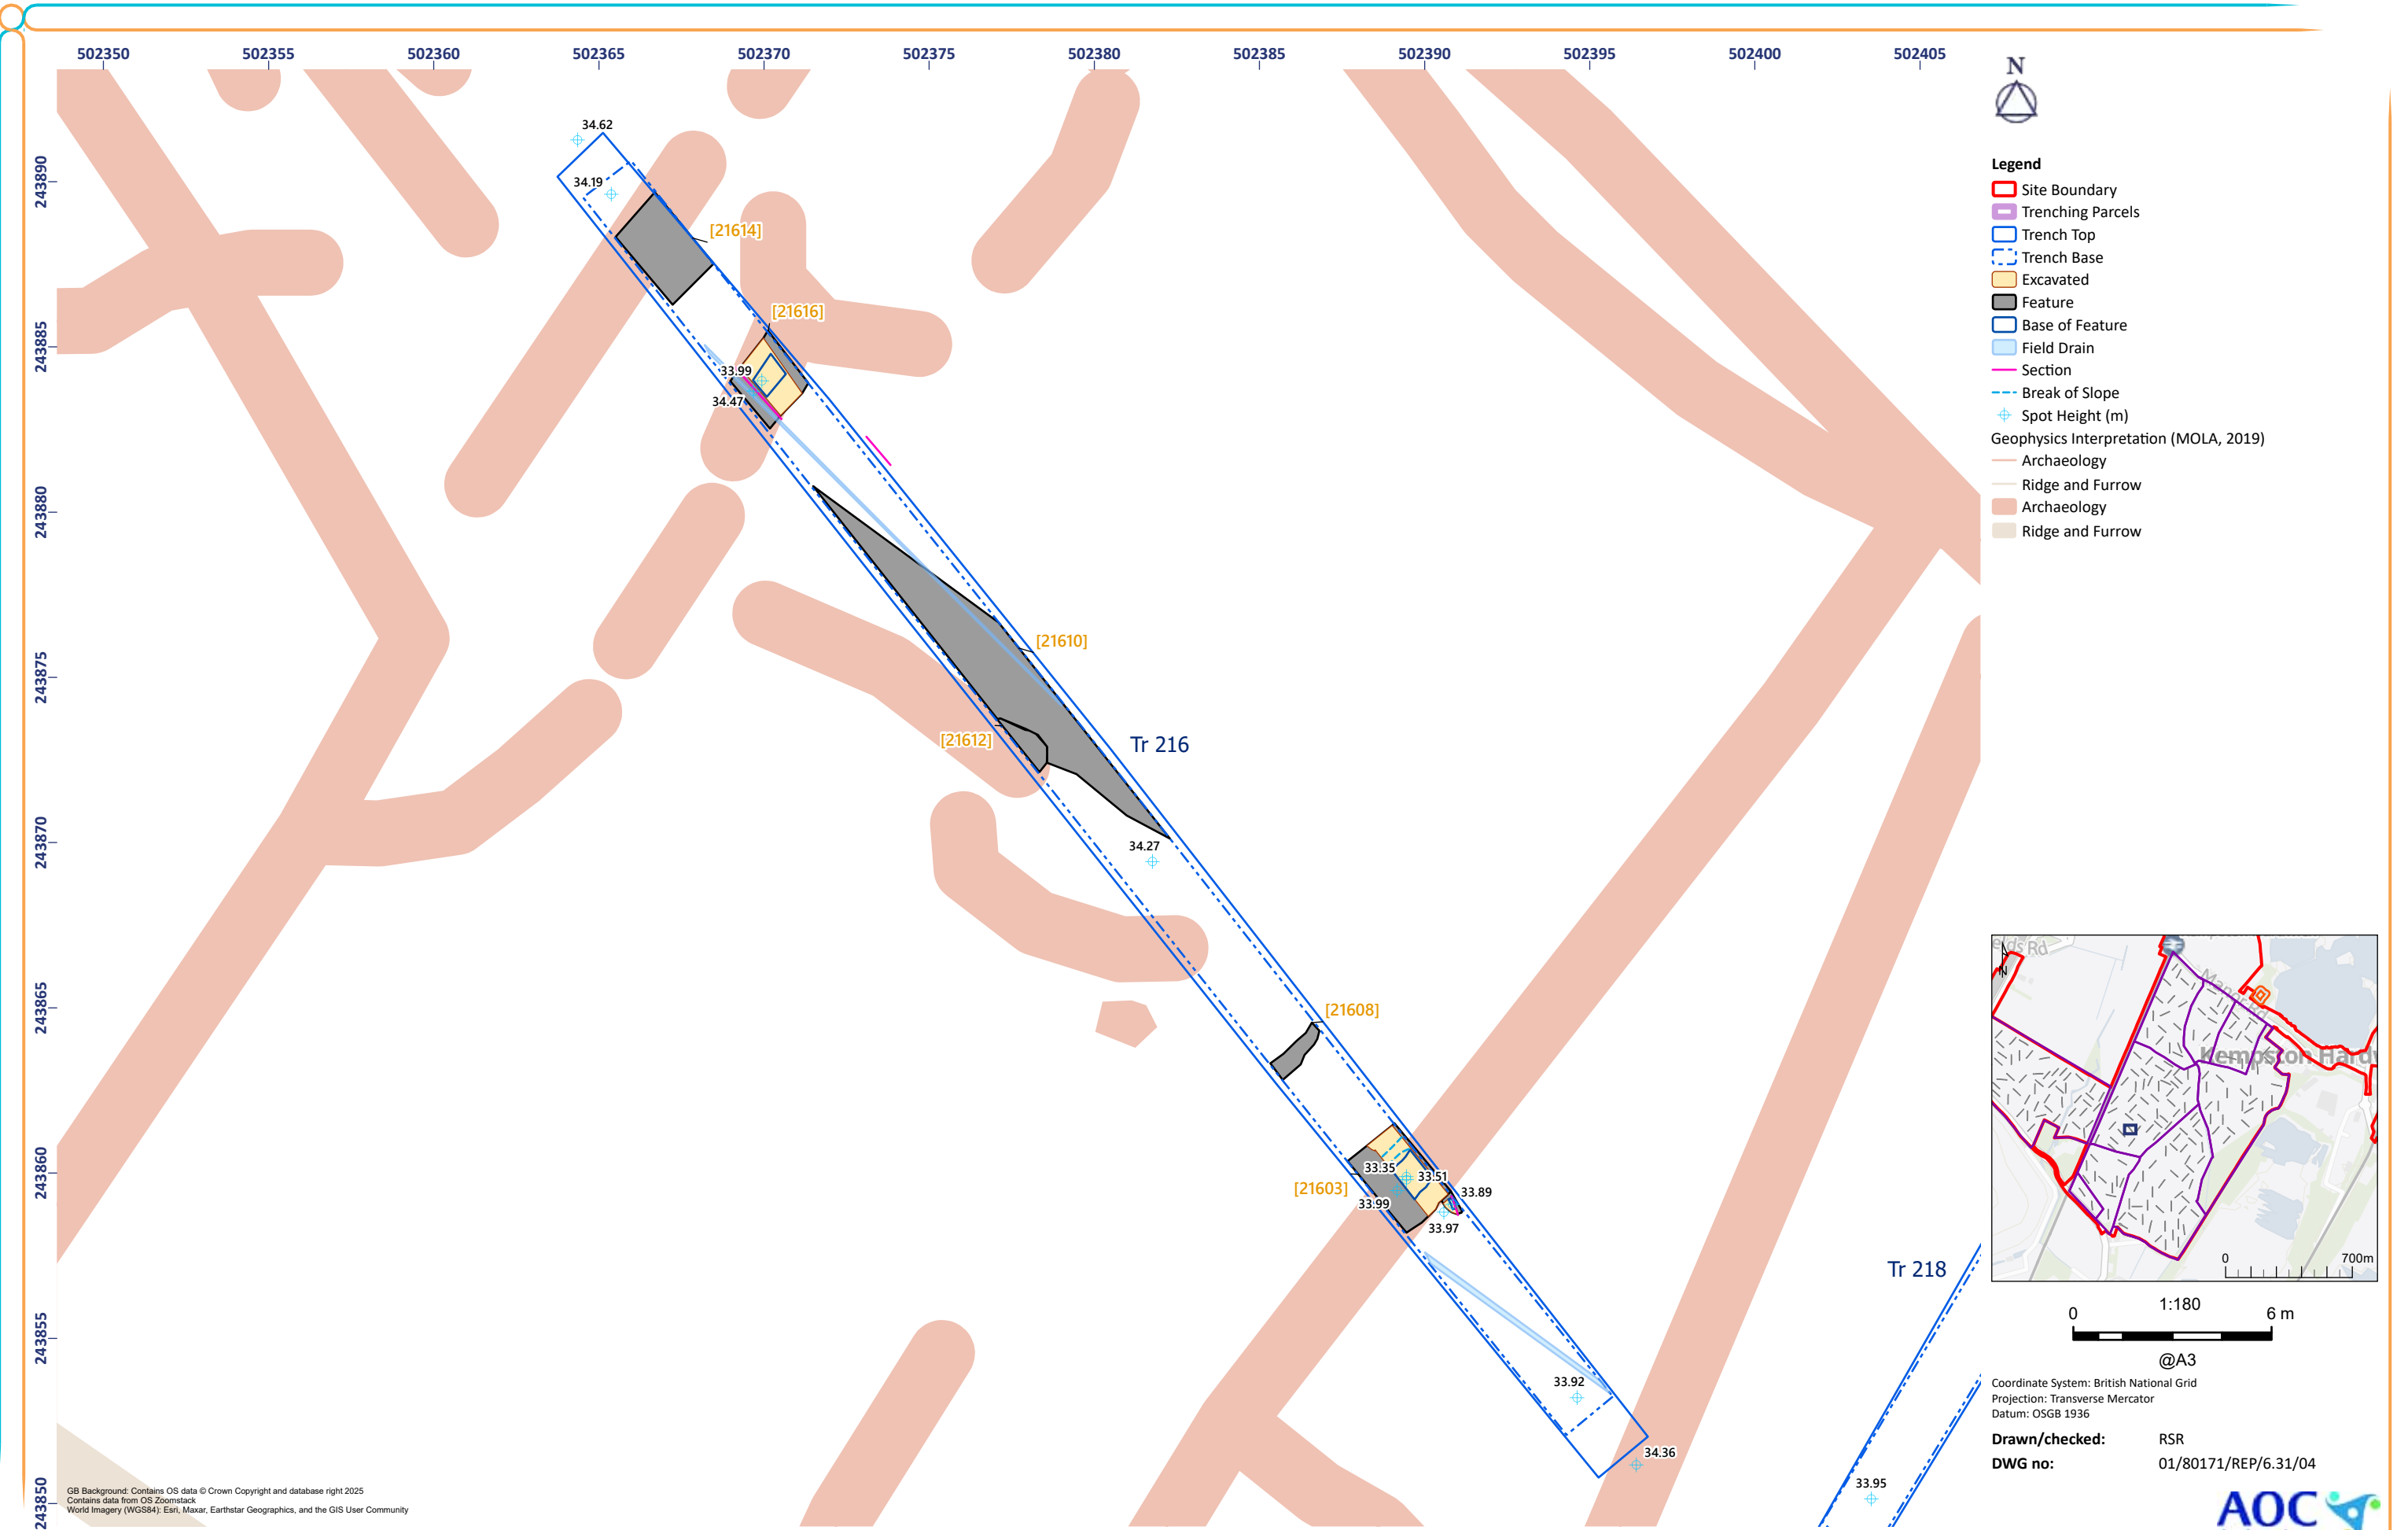 502350 502355 502360 502365 502370 502375 502380 502385 502390 502395 502400 502405
243890
243885
243880
243875
243870
243865
243860
243855
243850
34.62
34.19
[21614]
[21616]
33.99
34.47
[21610]
[21612]
Tr 216
34.27
[21608]
33.35
33.51
[21603]
33.89
33.99
33.97
33.92
34.36
Tr 218
33.95
GB Background: Contains OS data © Crown Copyright and database right 2025
Contains data from OS Zoomstack
World Imagery (WGS84): Esri, Maxar, Earthstar Geographics, and the GIS User Community
N
Legend
Site Boundary
Trenching Parcels
Trench Top
Trench Base
Excavated
Feature
Base of Feature
Field Drain
Section
Break of Slope
Spot Height (m)
Geophysics Interpretation (MOLA, 2019)
Archaeology
Ridge and Furrow
Archaeology
Ridge and Furrow
elds Rd
N
Manor Rd
Kempston Hardw
0 700m
0 1:180 6 m
@A3
Coordinate System: British National Grid
Projection: Transverse Mercator
Datum: OSGB 1936
Drawn/checked: RSR
DWG no: 01/80171/REP/6.31/04
AOC